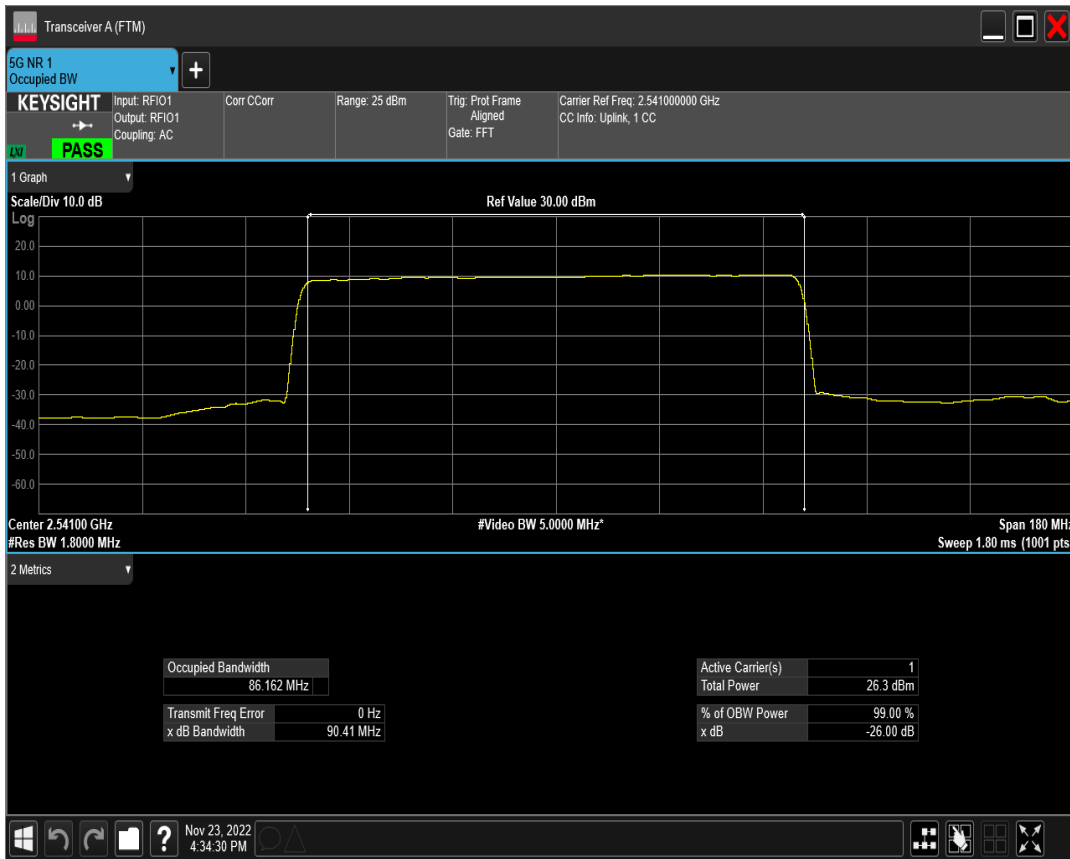 Transceiver A (FTM)
5G NR 1
Occupied BW
+
KEYSIGHT
LXI
PASS
Input: RFIO1
Output: RFIO1
Coupling: AC
Corr CCorr
Range: 25 dBm
Trig: Prot Frame
Aligned
Gate: FFT
Carrier Ref Freq: 2.541000000 GHz
CC Info: Uplink, 1 CC
1 Graph
Scale/Div 10.0 dB
Ref Value 30.00 dBm
Log
20.0
10.0
0.00
-10.0
-20.0
-30.0
-40.0
-50.0
-60.0
Center 2.54100 GHz
#Video BW 5.0000 MHz*
Span 180 MHz
#Res BW 1.8000 MHz
Sweep 1.80 ms (1001 pts
2 Metrics
Occupied Bandwidth
86.162 MHz
Transmit Freq Error 0 Hz
x dB Bandwidth 90.41 MHz
Active Carrier(s) 1
Total Power 26.3 dBm
% of OBW Power 99.00 %
x dB -26.00 dB
?
Nov 23, 2022
4:34:30 PM